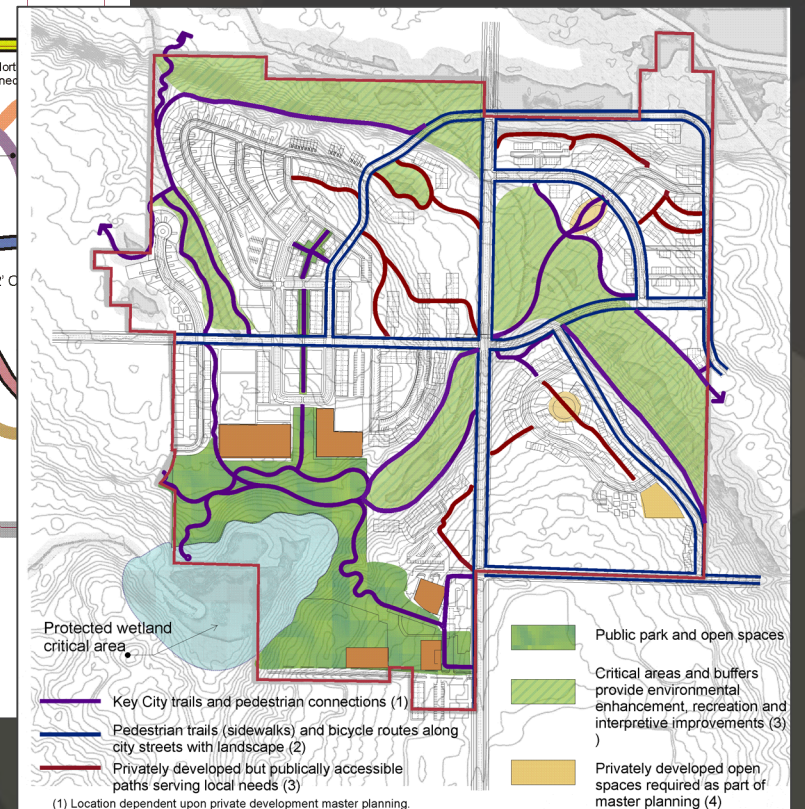 Protected wetland
critical area
Key City trails and pedestrian connections (1)
Pedestrian trails (sidewalks) and bicycle routes along
city streets with landscape (2)
Privately developed but publically accessible
paths serving local needs (3)
(1) Location dependent upon private development master planning.
Public park and open spaces
Critical areas and buffers
provide environmental
enhancement, recreation and
interpretive improvements (3)
)
Privately developed open
spaces required as part of
master planning (4)